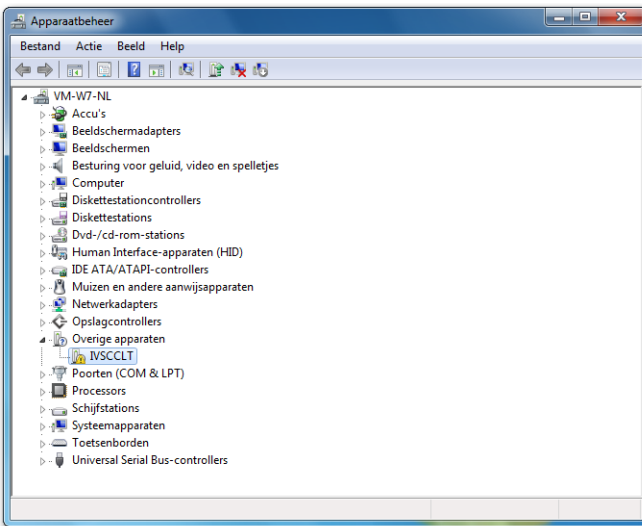 Apparaatbeheer
Bestand Actie Beeld Help
VM-W7-NL
Accu's
Beeldschermadapters
Beeldschermen
Besturing voor geluid, video en spelletjes
Computer
Diskettestationcontrollers
Diskettestations
Dvd-/cd-rom-stations
Human Interface-apparaten (HID)
IDE ATA/ATAPI-controllers
Muizen en andere aanwijsapparaten
Netwerkadapters
Opslagcontrollers
Overige apparaten
IVSCCLT
Poorten (COM & LPT)
Processors
Schijfstations
Systeemapparaten
Toetsenborden
Universal Serial Bus-controllers